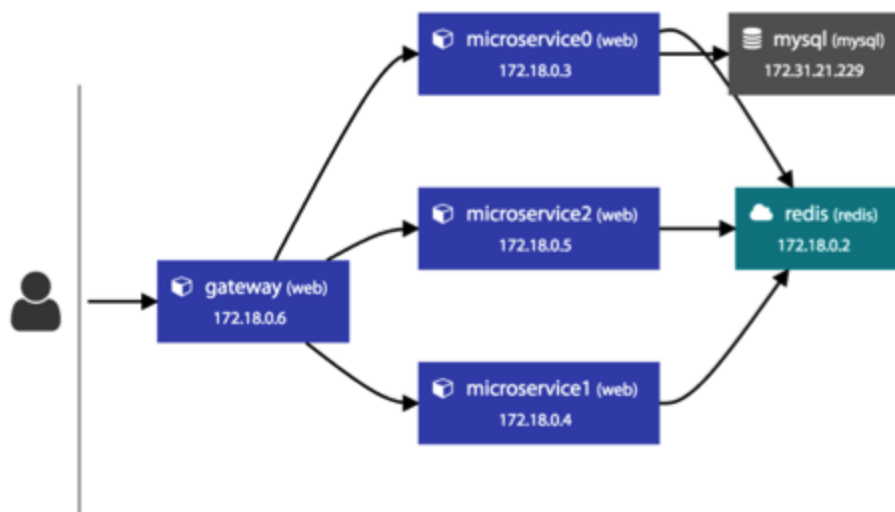 microservice0 (web)
172.18.0.3
mysql (mysql)
172.31.21.229
microservice2 (web)
172.18.0.5
redis (redis)
172.18.0.2
gateway (web)
172.18.0.6
microservice1 (web)
172.18.0.4